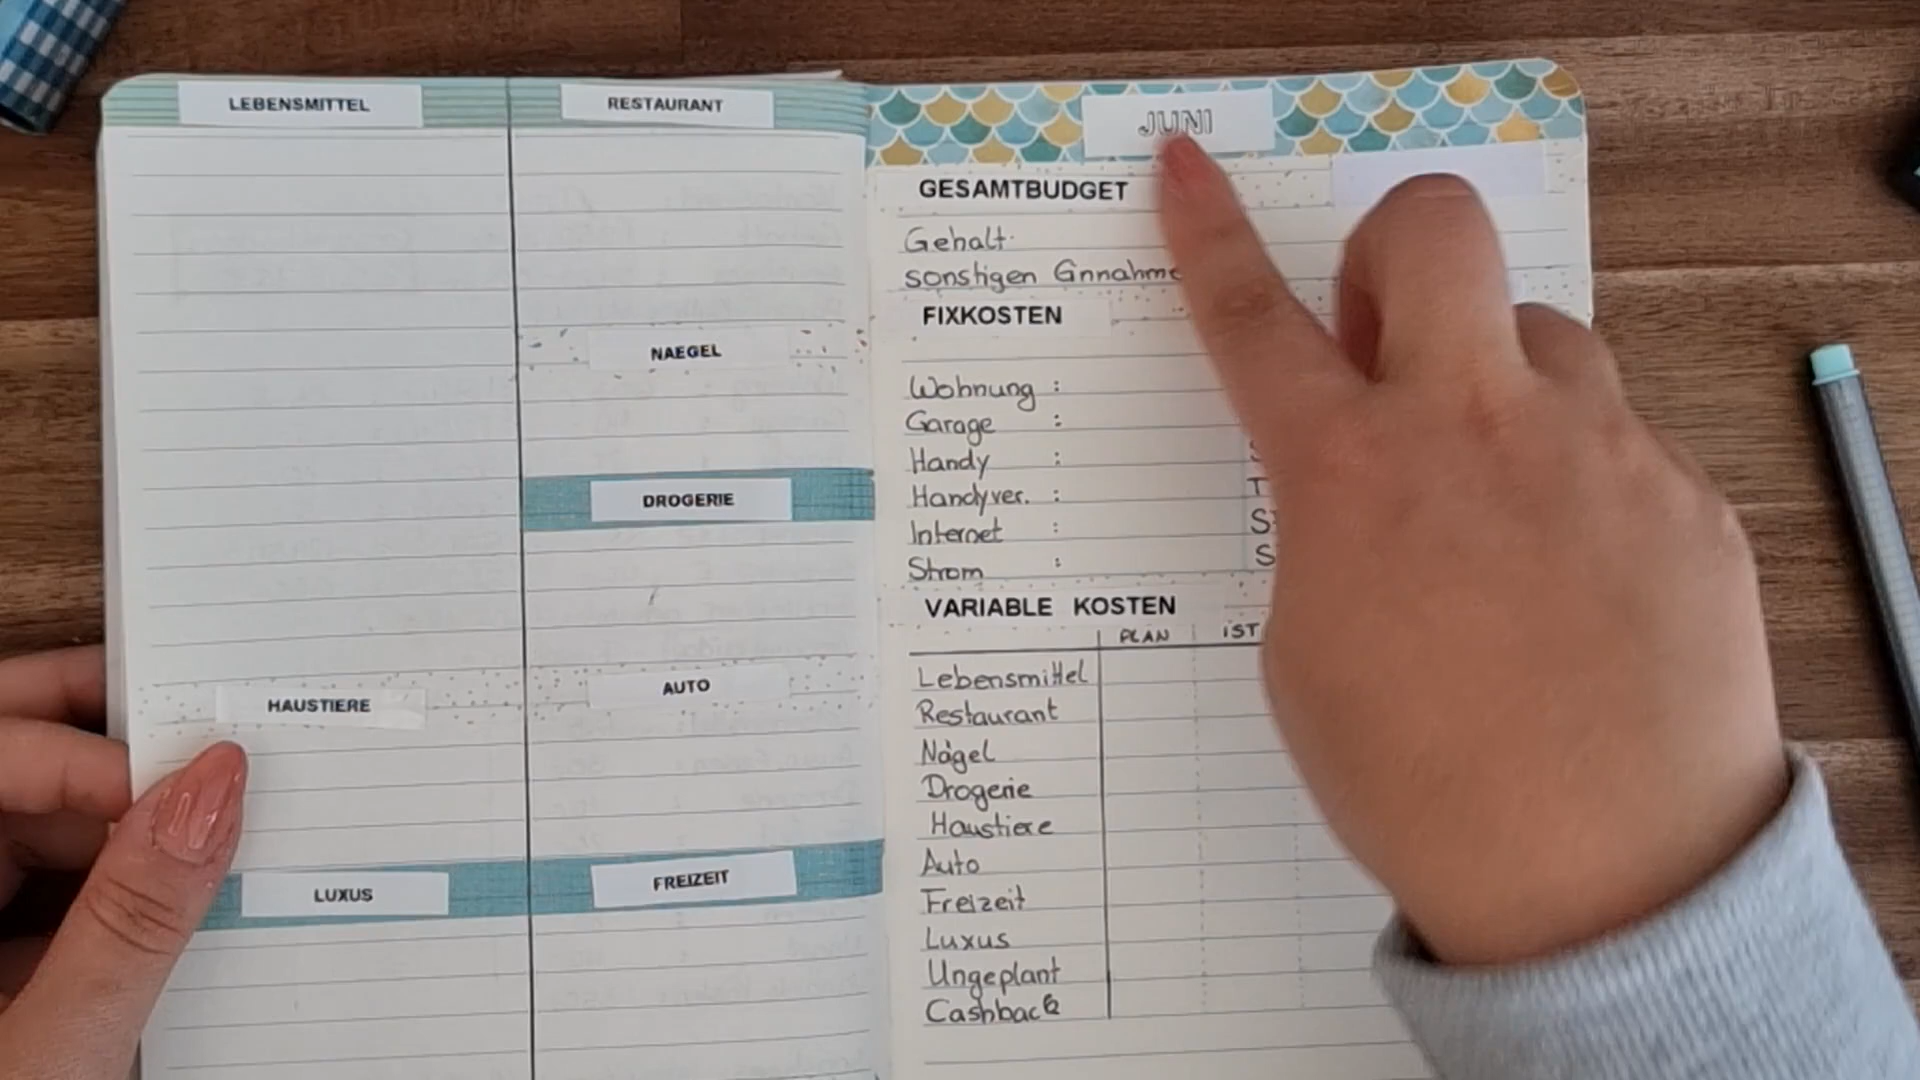 LEBENSMITTEL
HAUSTIERE
LUXUS
RESTAURANT
NAEGEL
DROGERIE
AUTO
FREIZEIT
JUNI
GESAMTBUDGET
Gehalt
sonstigen Einnahme
FIXKOSTEN
Wohnung :
Garage :
Handy :
Handyver. :
Internet :
Strom :
VARIABLE KOSTEN
PLAN IST
Lebensmittel
Restaurant
Nägel
Drogerie
Haustiere
Auto
Freizeit
Luxus
Ungeplant
Cashback